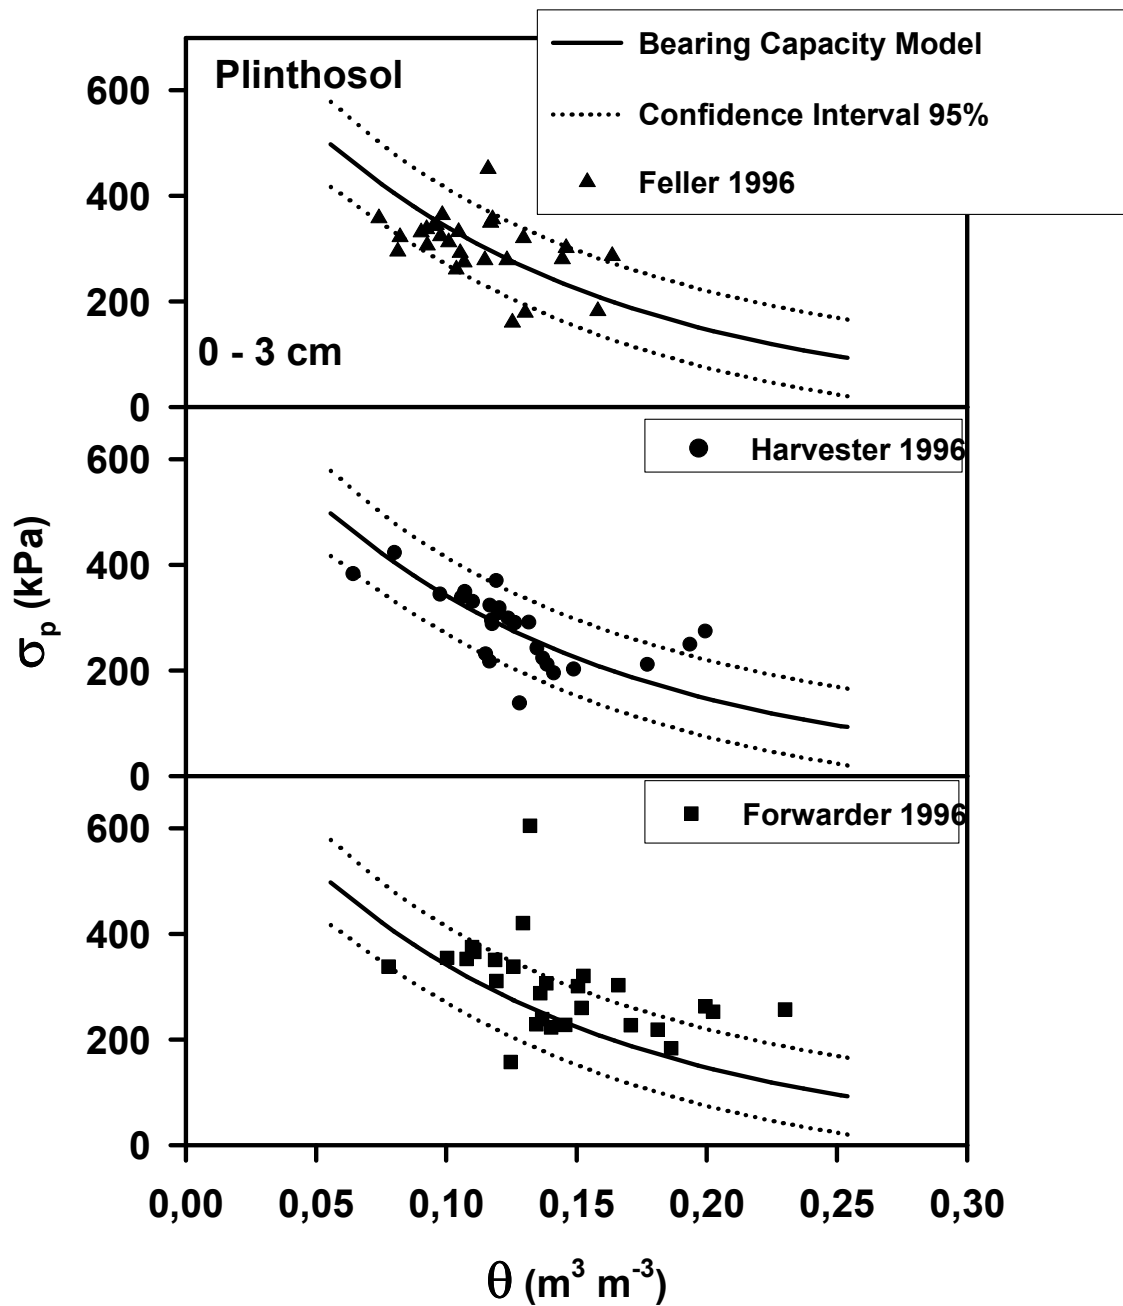 Bearing Capacity Model
Confidence Interval 95%
Feller 1996
Plinthosol
600
400
200
0 - 3 cm
0
Harvester 1996
600
400
200
0
Forwarder 1996
600
400
200
0
σp (kPa)
0,00 0,05 0,10 0,15 0,20 0,25 0,30
θ (m³ m⁻³)